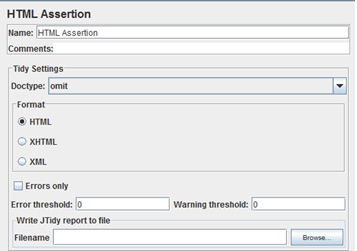 HTML Assertion
Name: HTML Assertion
Comments:
Tidy Settings
Doctype: omit
Format
HTML
XHTML
XML
Errors only
Error threshold: 0 Warning threshold: 0
Write JTidy report to file
Filename Browse...